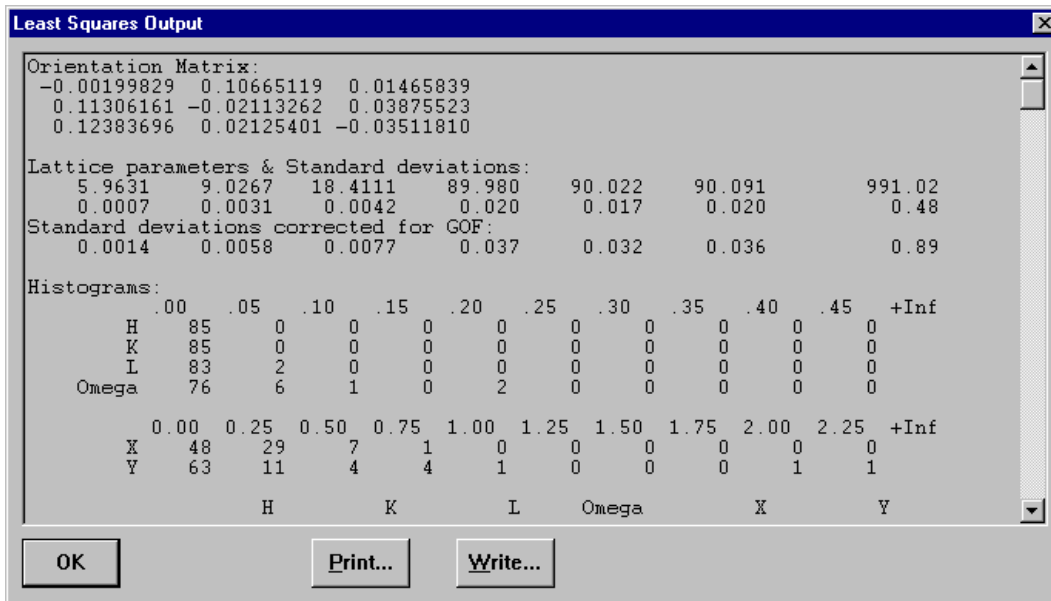 Least Squares Output
Orientation Matrix:
-0.00199829 0.10665119 0.01465839
0.11306161 -0.02113262 0.03875523
0.12383696 0.02125401 -0.03511810
Lattice parameters & Standard deviations:
5.9631 9.0267 18.4111 89.980 90.022 90.091 991.02
0.0007 0.0031 0.0042 0.020 0.017 0.020 0.48
Standard deviations corrected for GOF:
0.0014 0.0058 0.0077 0.037 0.032 0.036 0.89
Histograms:
.00 .05 .10 .15 .20 .25 .30 .35 .40 .45 +Inf
H 85 0 0 0 0 0 0 0 0 0
K 85 0 0 0 0 0 0 0 0 0
L 83 2 0 0 0 0 0 0 0 0
Omega 76 6 1 0 2 0 0 0 0 0
0.00 0.25 0.50 0.75 1.00 1.25 1.50 1.75 2.00 2.25 +Inf
X 48 29 7 1 0 0 0 0 0 0
Y 63 11 4 4 1 0 0 0 1 1
H K L Omega X Y
OK Print... Write...